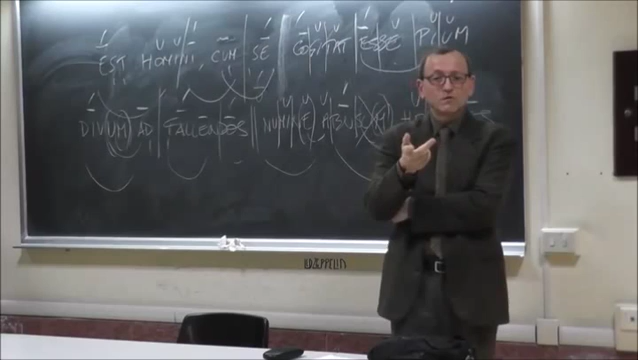 EST HOMINI, CUM SE COGITAT ESSE PIUM
DIVUM AD FALLENDOS NUMINE ABUSUM